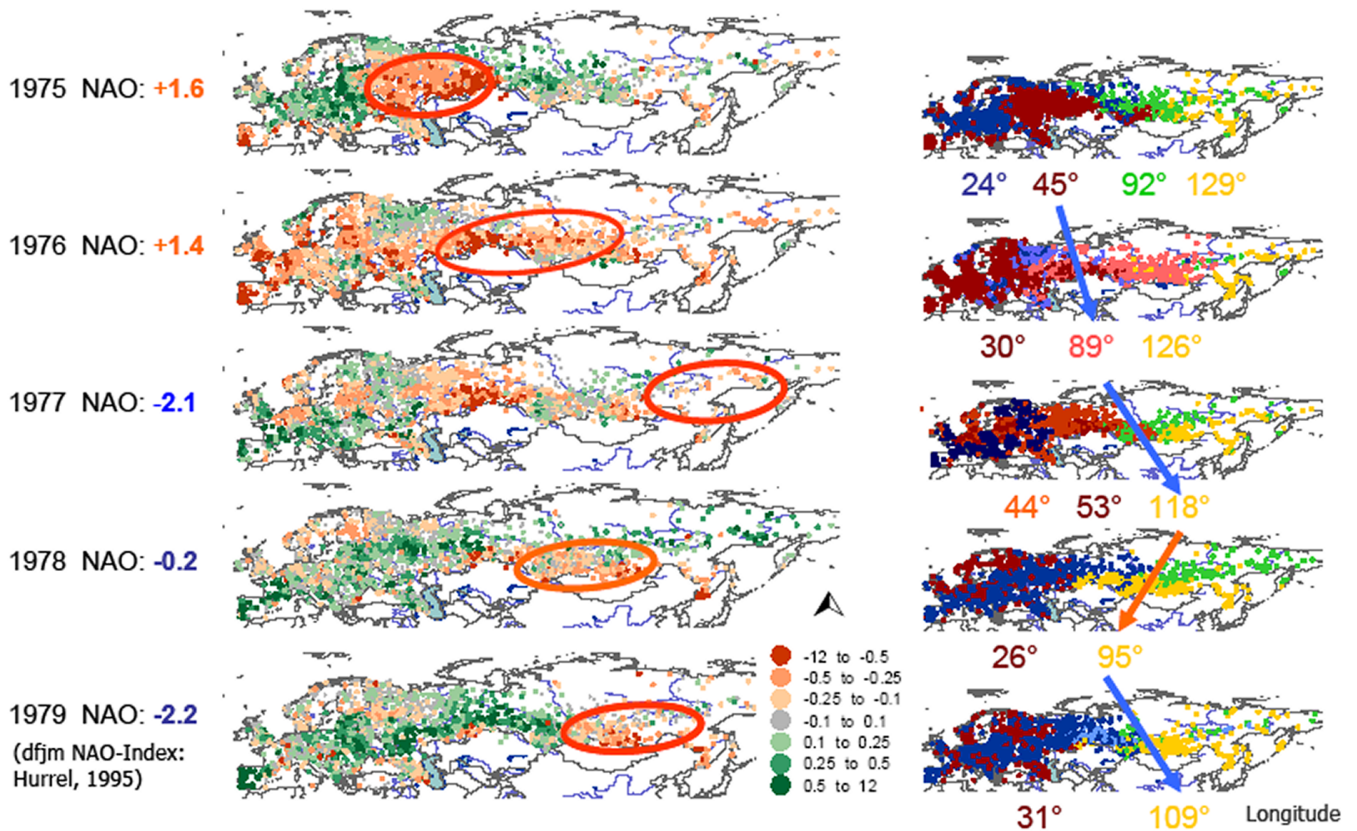 1975 NAO: +1.6
24° 45° 92° 129°
1976 NAO: +1.4
30° 89° 126°
1977 NAO: -2.1
44° 53° 118°
1978 NAO: -0.2
26° 95°
1979 NAO: -2.2
(dfjm NAO-Index:
Hurrel, 1995)
-12 to -0.5
-0.5 to -0.25
-0.25 to -0.1
-0.1 to 0.1
0.1 to 0.25
0.25 to 0.5
0.5 to 12
31° 109° Longitude